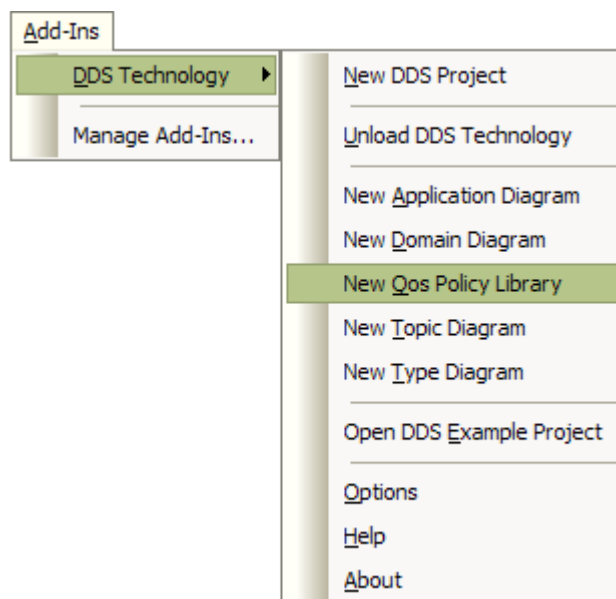 Add-Ins
DDS Technology
Manage Add-Ins...
New DDS Project
Unload DDS Technology
New Application Diagram
New Domain Diagram
New Qos Policy Library
New Topic Diagram
New Type Diagram
Open DDS Example Project
Options
Help
About